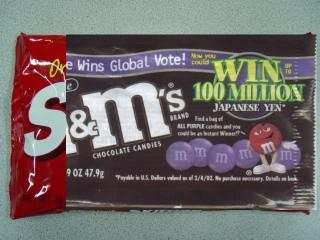 e Wins Global Vote!
Now you
could
WIN
UP
TO
100 MILLION
JAPANESE YEN*
&m's
BRAND
CHOCOLATE CANDIES
Find a bag of
ALL PURPLE candies and you
could be an Instant Winner!*
m m m m m
9 OZ 47.9g
*Payable in U.S. Dollars valued as of 2/4/02. No purchase necessary. Details on back.